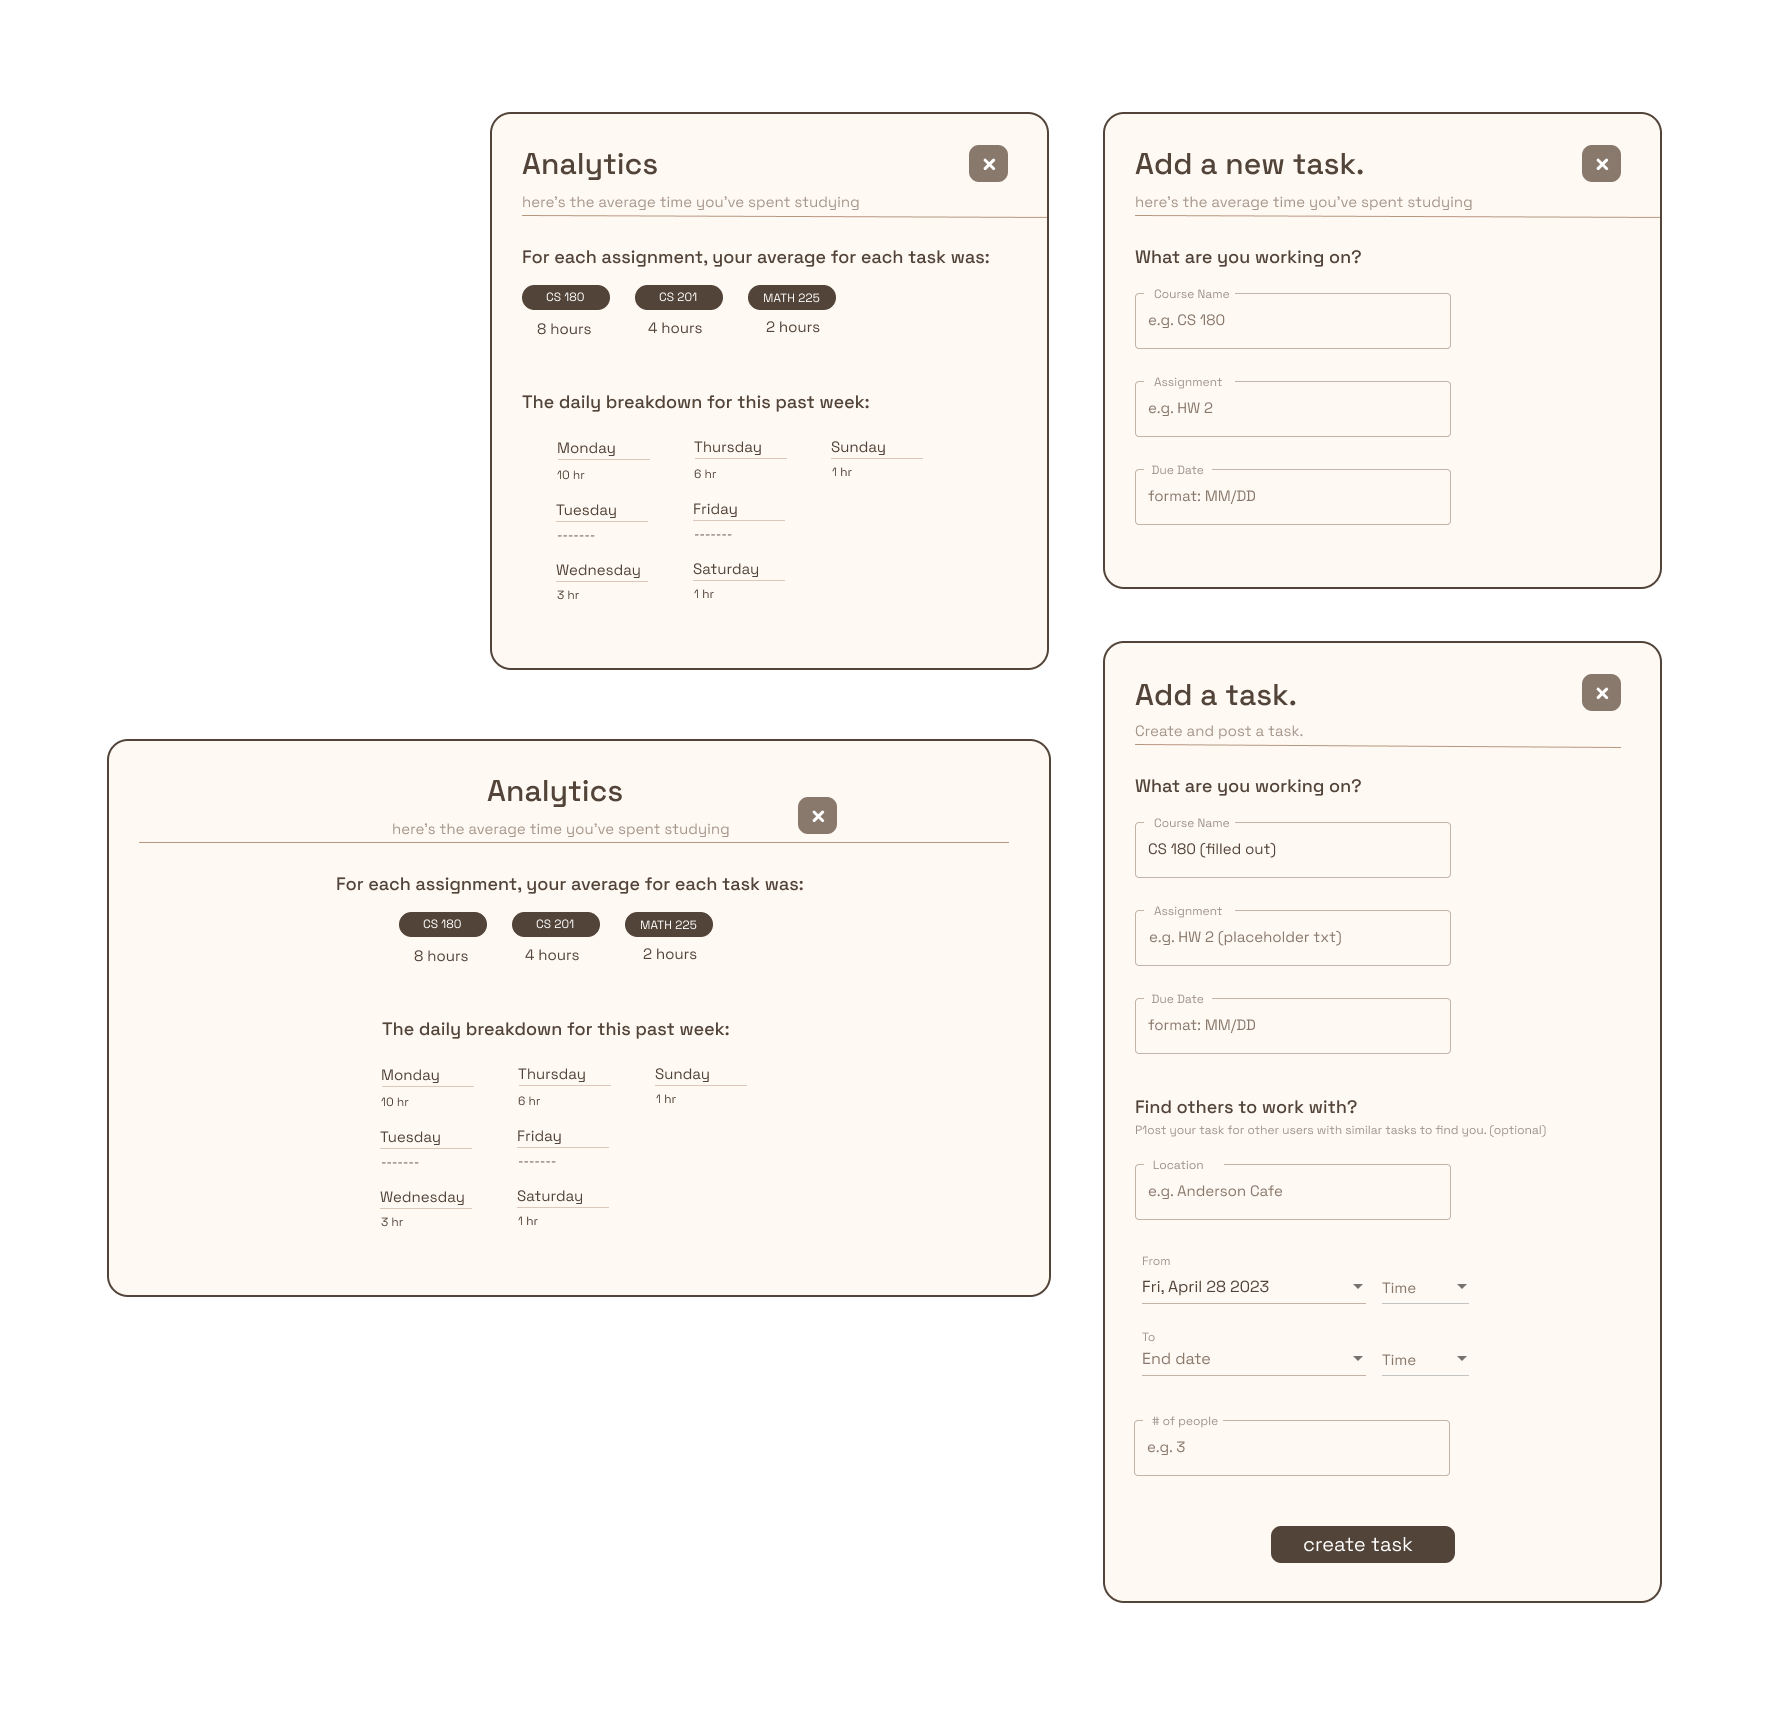 Analytics
here's the average time you've spent studying
For each assignment, your average for each task was:
CS 180 CS 201 MATH 225
8 hours 4 hours 2 hours
The daily breakdown for this past week:
Monday Thursday Sunday
10 hr 6 hr 1 hr
Tuesday Friday
------- -------
Wednesday Saturday
3 hr 1 hr
Add a new task.
here's the average time you've spent studying
What are you working on?
Course Name
e.g. CS 180
Assignment
e.g. HW 2
Due Date
format: MM/DD
Analytics
here's the average time you've spent studying
For each assignment, your average for each task was:
CS 180 CS 201 MATH 225
8 hours 4 hours 2 hours
The daily breakdown for this past week:
Monday Thursday Sunday
10 hr 6 hr 1 hr
Tuesday Friday
------- -------
Wednesday Saturday
3 hr 1 hr
Add a task.
Create and post a task.
What are you working on?
Course Name
CS 180 (filled out)
Assignment
e.g. HW 2 (placeholder txt)
Due Date
format: MM/DD
Find others to work with?
P1ost your task for other users with similar tasks to find you. (optional)
Location
e.g. Anderson Cafe
From
Fri, April 28 2023 Time
To
End date Time
# of people
e.g. 3
create task